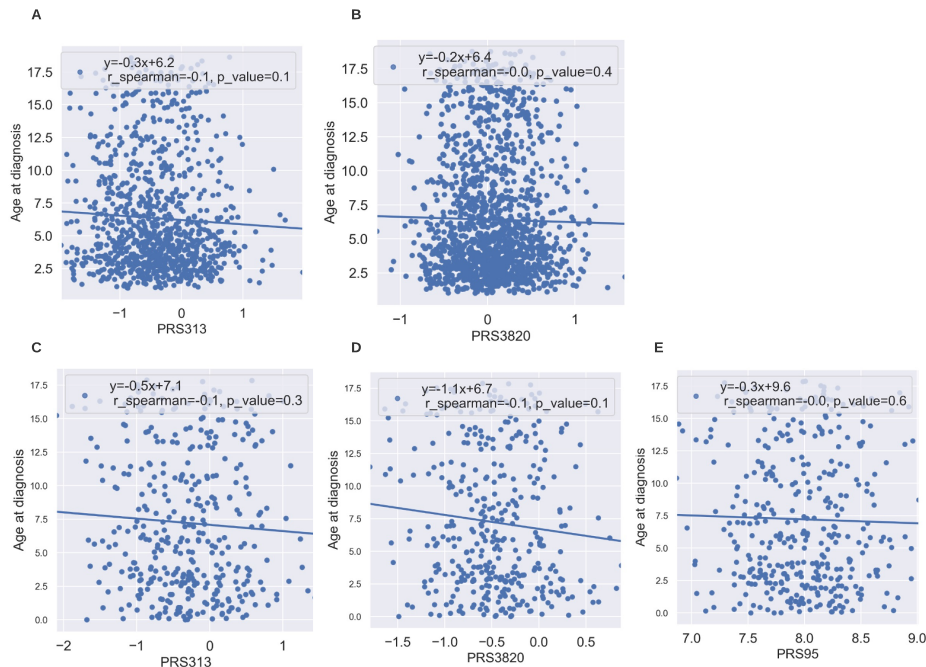 A
B
y=-0.3x+6.2
r_spearman=-0.1, p_value=0.1
y=-0.2x+6.4
r_spearman=-0.0, p_value=0.4
17.5
15.0
12.5
10.0
7.5
5.0
2.5
Age at diagnosis
−1
0
1
PRS313
17.5
15.0
12.5
10.0
7.5
5.0
2.5
Age at diagnosis
−1
0
1
PRS3820
C
D
E
y=-0.5x+7.1
r_spearman=-0.1, p_value=0.3
y=-1.1x+6.7
r_spearman=-0.1, p_value=0.1
y=-0.3x+9.6
r_spearman=-0.0, p_value=0.6
17.5
15.0
12.5
10.0
7.5
5.0
2.5
0.0
Age at diagnosis
−2
−1
0
1
PRS313
17.5
15.0
12.5
10.0
7.5
5.0
2.5
0.0
Age at diagnosis
−1.5
−1.0
−0.5
0.0
0.5
PRS3820
17.5
15.0
12.5
10.0
7.5
5.0
2.5
0.0
Age at diagnosis
7.0
7.5
8.0
8.5
9.0
PRS95